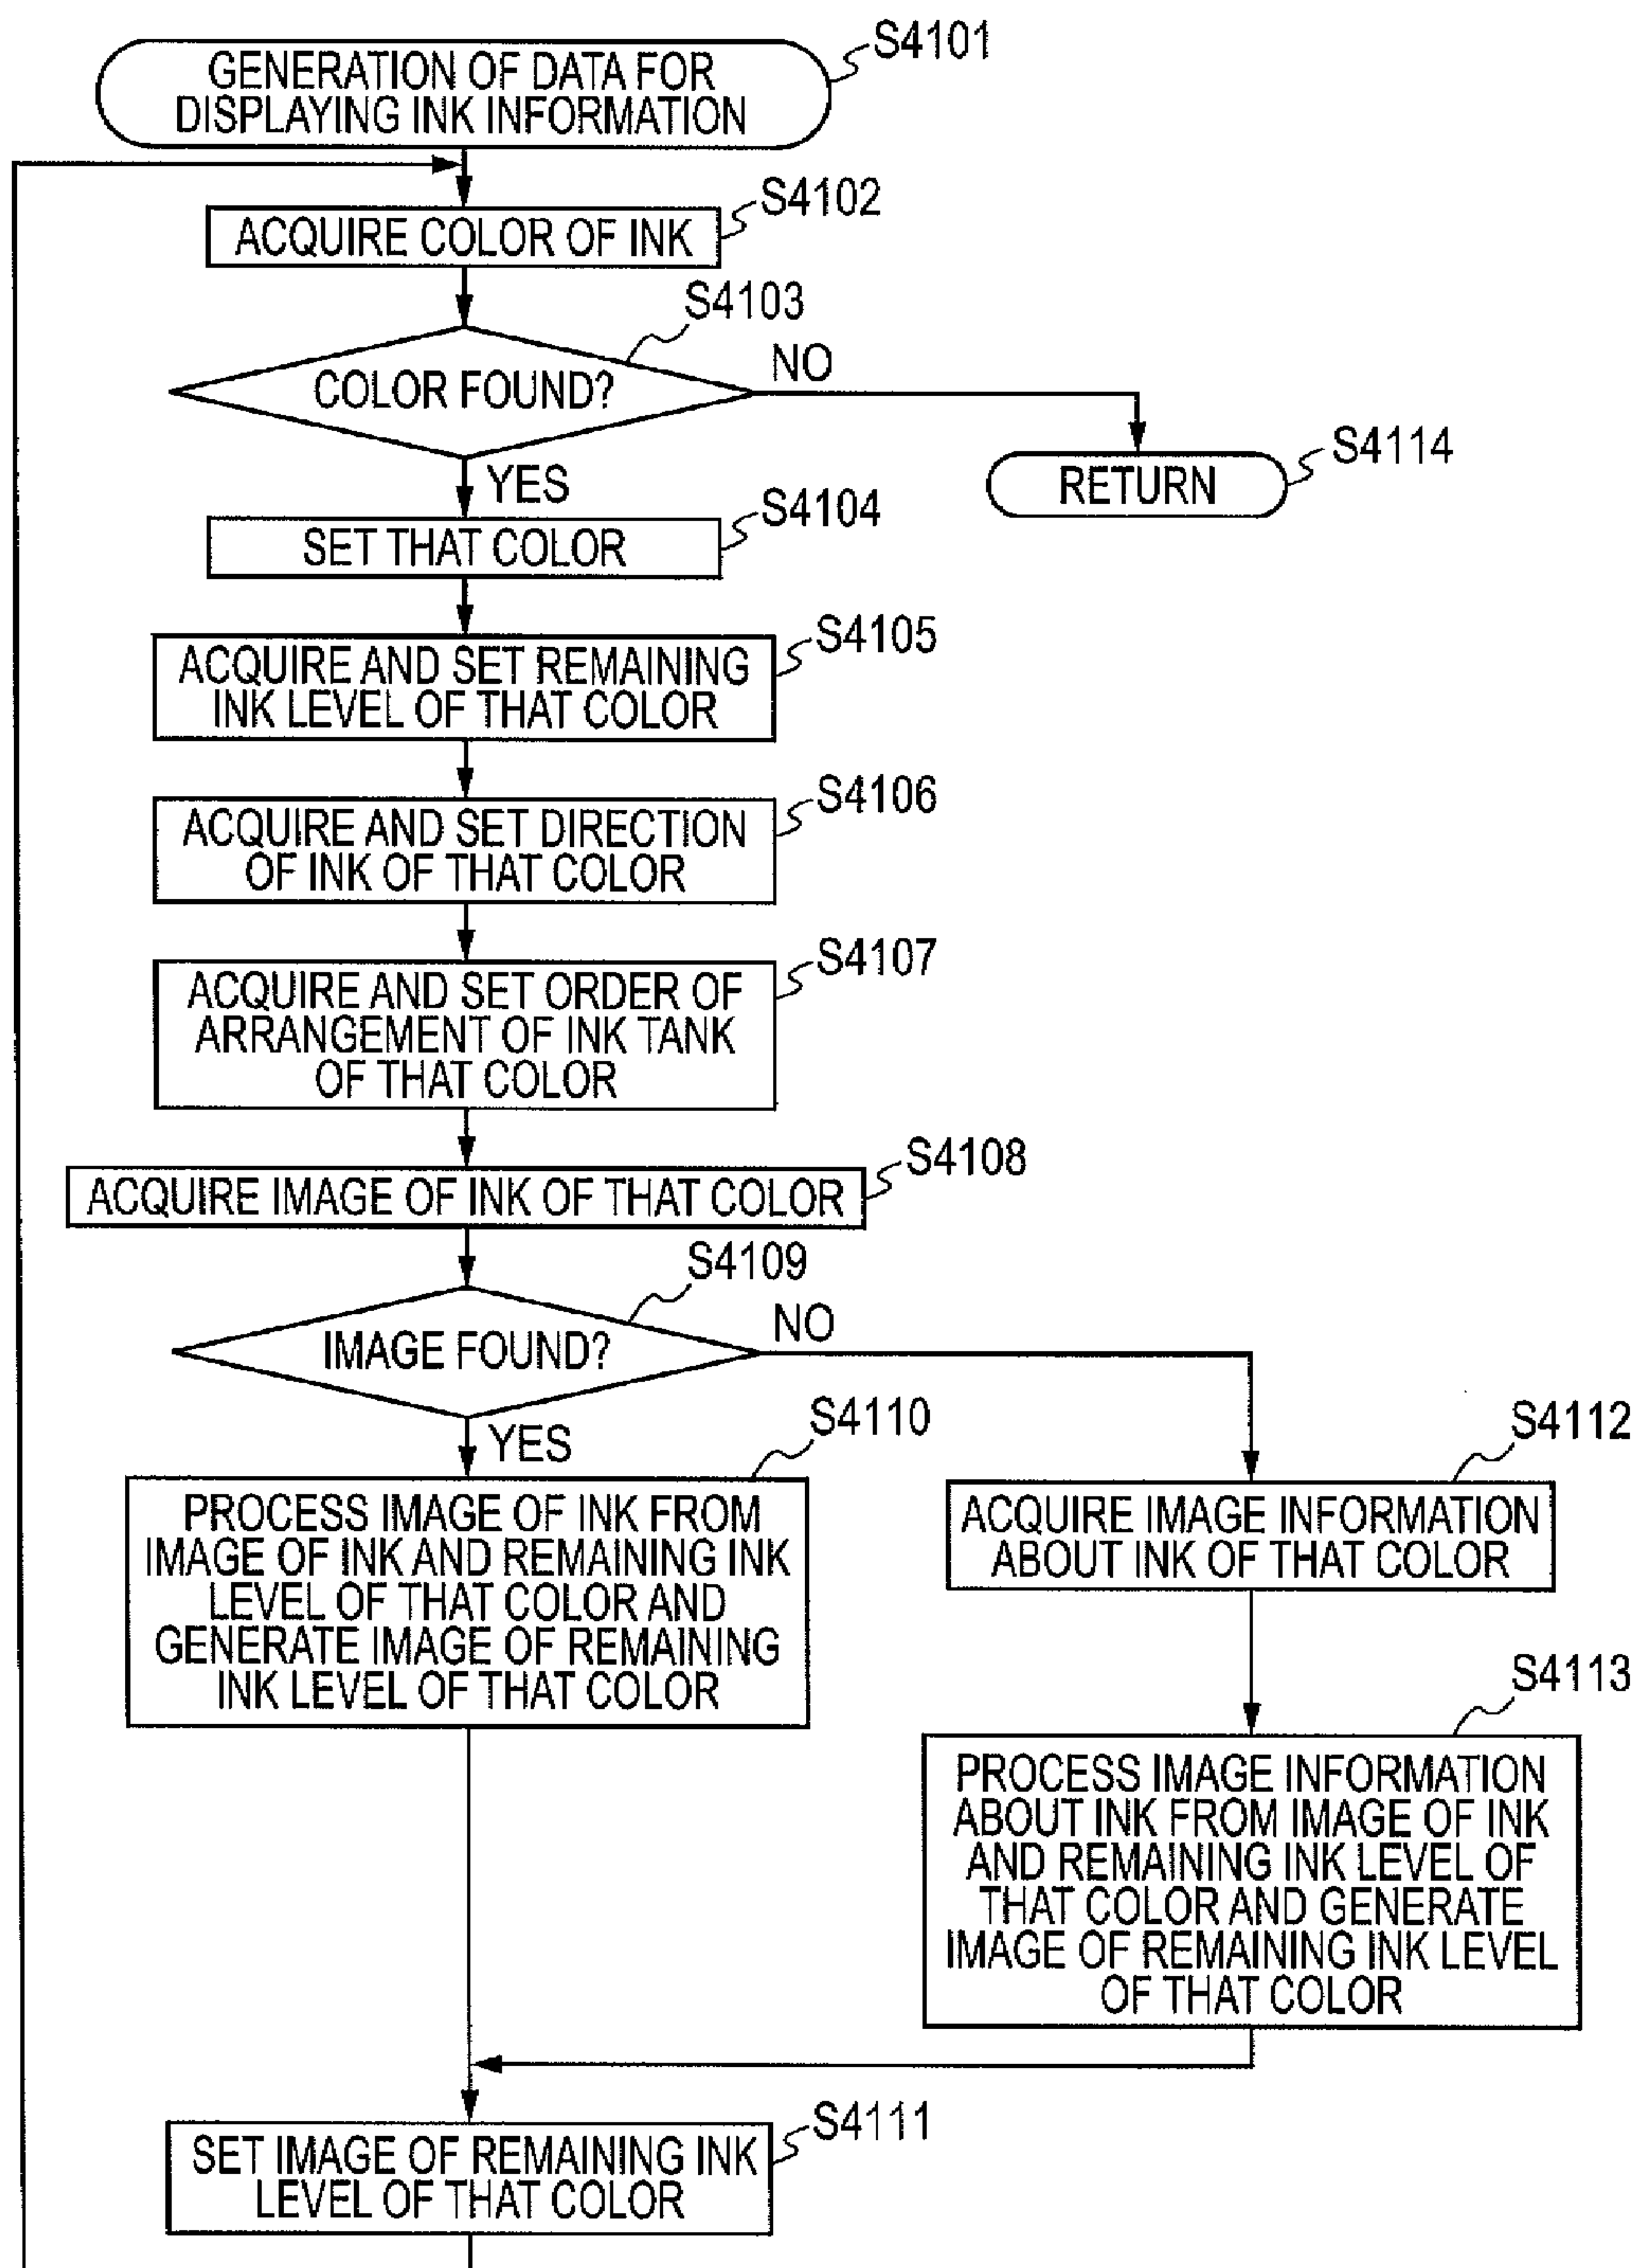 S4101
GENERATION OF DATA FOR
DISPLAYING INK INFORMATION
S4102
ACQUIRE COLOR OF INK
S4103
COLOR FOUND?
NO
YES
S4114
RETURN
S4104
SET THAT COLOR
S4105
ACQUIRE AND SET REMAINING
INK LEVEL OF THAT COLOR
S4106
ACQUIRE AND SET DIRECTION
OF INK OF THAT COLOR
S4107
ACQUIRE AND SET ORDER OF
ARRANGEMENT OF INK TANK
OF THAT COLOR
S4108
ACQUIRE IMAGE OF INK OF THAT COLOR
S4109
IMAGE FOUND?
NO
YES
S4110
PROCESS IMAGE OF INK FROM
IMAGE OF INK AND REMAINING INK
LEVEL OF THAT COLOR AND
GENERATE IMAGE OF REMAINING
INK LEVEL OF THAT COLOR
S4112
ACQUIRE IMAGE INFORMATION
ABOUT INK OF THAT COLOR
S4113
PROCESS IMAGE INFORMATION
ABOUT INK FROM IMAGE OF INK
AND REMAINING INK LEVEL OF
THAT COLOR AND GENERATE
IMAGE OF REMAINING INK LEVEL
OF THAT COLOR
S4111
SET IMAGE OF REMAINING INK
LEVEL OF THAT COLOR